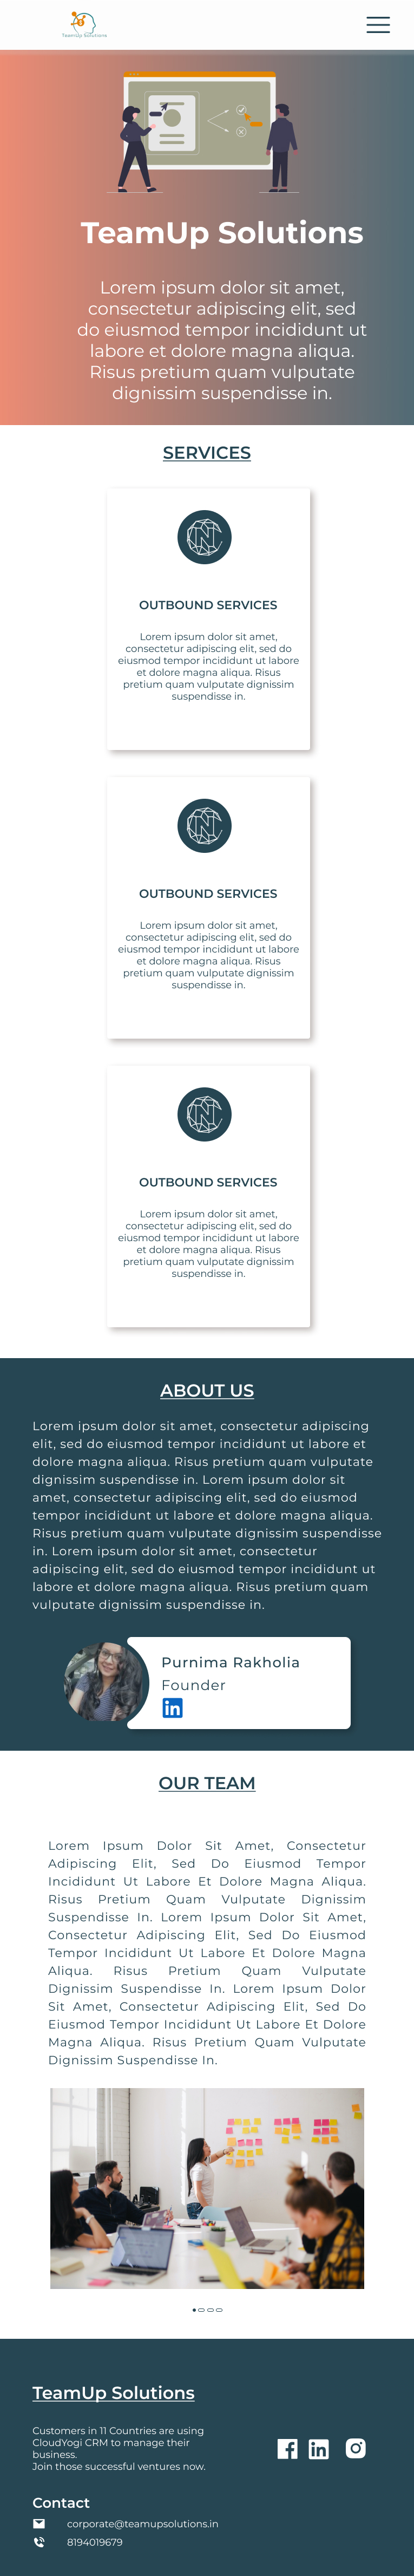 TeamUp Solutions
TeamUp Solutions
Lorem ipsum dolor sit amet,
consectetur adipiscing elit, sed
do eiusmod tempor incididunt ut
labore et dolore magna aliqua.
Risus pretium quam vulputate
dignissim suspendisse in.
SERVICES
OUTBOUND SERVICES
Lorem ipsum dolor sit amet,
consectetur adipiscing elit, sed do
eiusmod tempor incididunt ut labore
et dolore magna aliqua. Risus
pretium quam vulputate dignissim
suspendisse in.
OUTBOUND SERVICES
Lorem ipsum dolor sit amet,
consectetur adipiscing elit, sed do
eiusmod tempor incididunt ut labore
et dolore magna aliqua. Risus
pretium quam vulputate dignissim
suspendisse in.
OUTBOUND SERVICES
Lorem ipsum dolor sit amet,
consectetur adipiscing elit, sed do
eiusmod tempor incididunt ut labore
et dolore magna aliqua. Risus
pretium quam vulputate dignissim
suspendisse in.
ABOUT US
Lorem ipsum dolor sit amet, consectetur adipiscing
elit, sed do eiusmod tempor incididunt ut labore et
dolore magna aliqua. Risus pretium quam vulputate
dignissim suspendisse in. Lorem ipsum dolor sit
amet, consectetur adipiscing elit, sed do eiusmod
tempor incididunt ut labore et dolore magna aliqua.
Risus pretium quam vulputate dignissim suspendisse
in. Lorem ipsum dolor sit amet, consectetur
adipiscing elit, sed do eiusmod tempor incididunt ut
labore et dolore magna aliqua. Risus pretium quam
vulputate dignissim suspendisse in.
Purnima Rakholia
Founder
in
OUR TEAM
Lorem Ipsum Dolor Sit Amet, Consectetur
Adipiscing Elit, Sed Do Eiusmod Tempor
Incididunt Ut Labore Et Dolore Magna Aliqua.
Risus Pretium Quam Vulputate Dignissim
Suspendisse In. Lorem Ipsum Dolor Sit Amet,
Consectetur Adipiscing Elit, Sed Do Eiusmod
Tempor Incididunt Ut Labore Et Dolore Magna
Aliqua. Risus Pretium Quam Vulputate
Dignissim Suspendisse In. Lorem Ipsum Dolor
Sit Amet, Consectetur Adipiscing Elit, Sed Do
Eiusmod Tempor Incididunt Ut Labore Et Dolore
Magna Aliqua. Risus Pretium Quam Vulputate
Dignissim Suspendisse In.
TeamUp Solutions
Customers in 11 Countries are using
CloudYogi CRM to manage their
business.
Join those successful ventures now.
Contact
corporate@teamupsolutions.in
8194019679